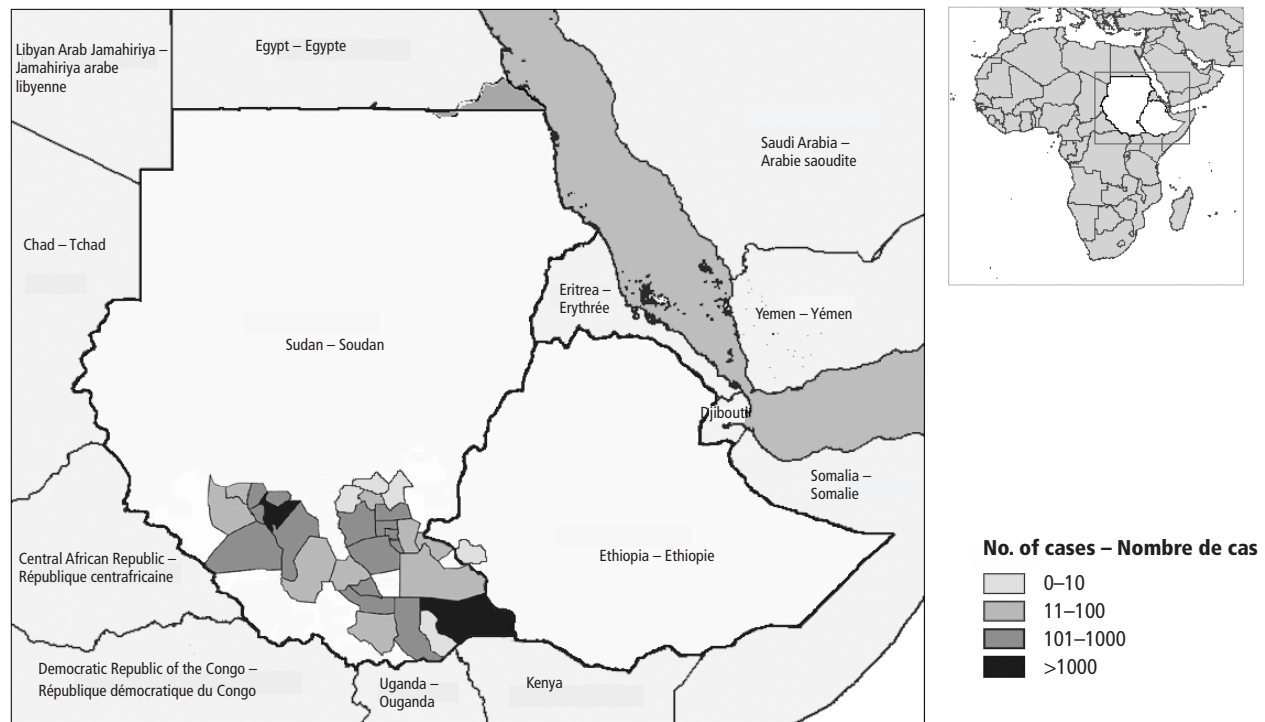 Libyan Arab Jamahiriya –
Jamahiriya arabe
libyenne
Egypt – Egypte
Saudi Arabia –
Arabie saoudite
Chad – Tchad
Eritrea –
Erythrée
Yemen – Yémen
Sudan – Soudan
Djibouti
Somalia –
Somalie
Central African Republic –
République centrafricaine
Ethiopia – Ethiopie
Democratic Republic of the Congo –
République démocratique du Congo
Uganda –
Ouganda
Kenya
No. of cases – Nombre de cas
0–10
11–100
101–1000
>1000